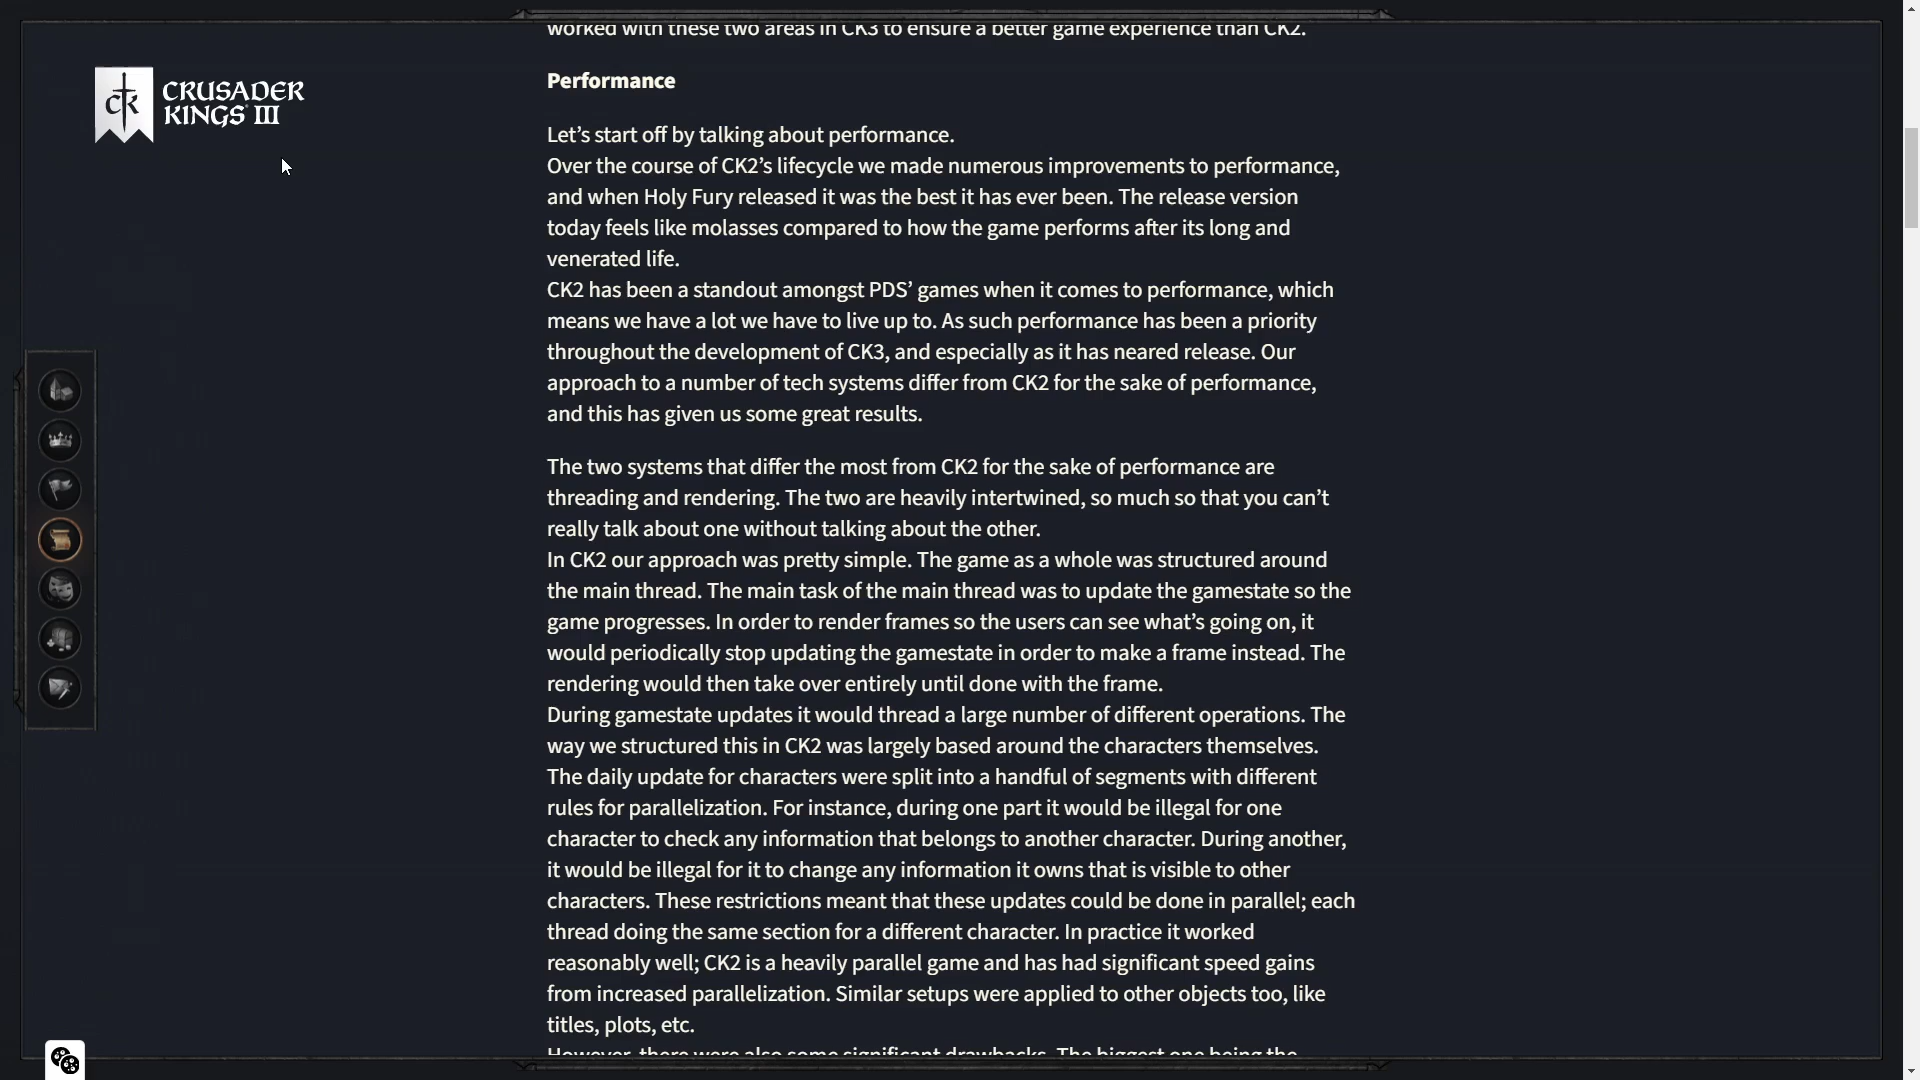 worked with these two areas in CK3 to ensure a better game experience than CK2.
CK
CRUSADER
KINGS III
Performance
Let’s start off by talking about performance.
Over the course of CK2’s lifecycle we made numerous improvements to performance,
and when Holy Fury released it was the best it has ever been. The release version
today feels like molasses compared to how the game performs after its long and
venerated life.
CK2 has been a standout amongst PDS’ games when it comes to performance, which
means we have a lot we have to live up to. As such performance has been a priority
throughout the development of CK3, and especially as it has neared release. Our
approach to a number of tech systems differ from CK2 for the sake of performance,
and this has given us some great results.
The two systems that differ the most from CK2 for the sake of performance are
threading and rendering. The two are heavily intertwined, so much so that you can’t
really talk about one without talking about the other.
In CK2 our approach was pretty simple. The game as a whole was structured around
the main thread. The main task of the main thread was to update the gamestate so the
game progresses. In order to render frames so the users can see what’s going on, it
would periodically stop updating the gamestate in order to make a frame instead. The
rendering would then take over entirely until done with the frame.
During gamestate updates it would thread a large number of different operations. The
way we structured this in CK2 was largely based around the characters themselves.
The daily update for characters were split into a handful of segments with different
rules for parallelization. For instance, during one part it would be illegal for one
character to check any information that belongs to another character. During another,
it would be illegal for it to change any information it owns that is visible to other
characters. These restrictions meant that these updates could be done in parallel; each
thread doing the same section for a different character. In practice it worked
reasonably well; CK2 is a heavily parallel game and has had significant speed gains
from increased parallelization. Similar setups were applied to other objects too, like
titles, plots, etc.
However, there were also some significant drawbacks. The biggest one being the